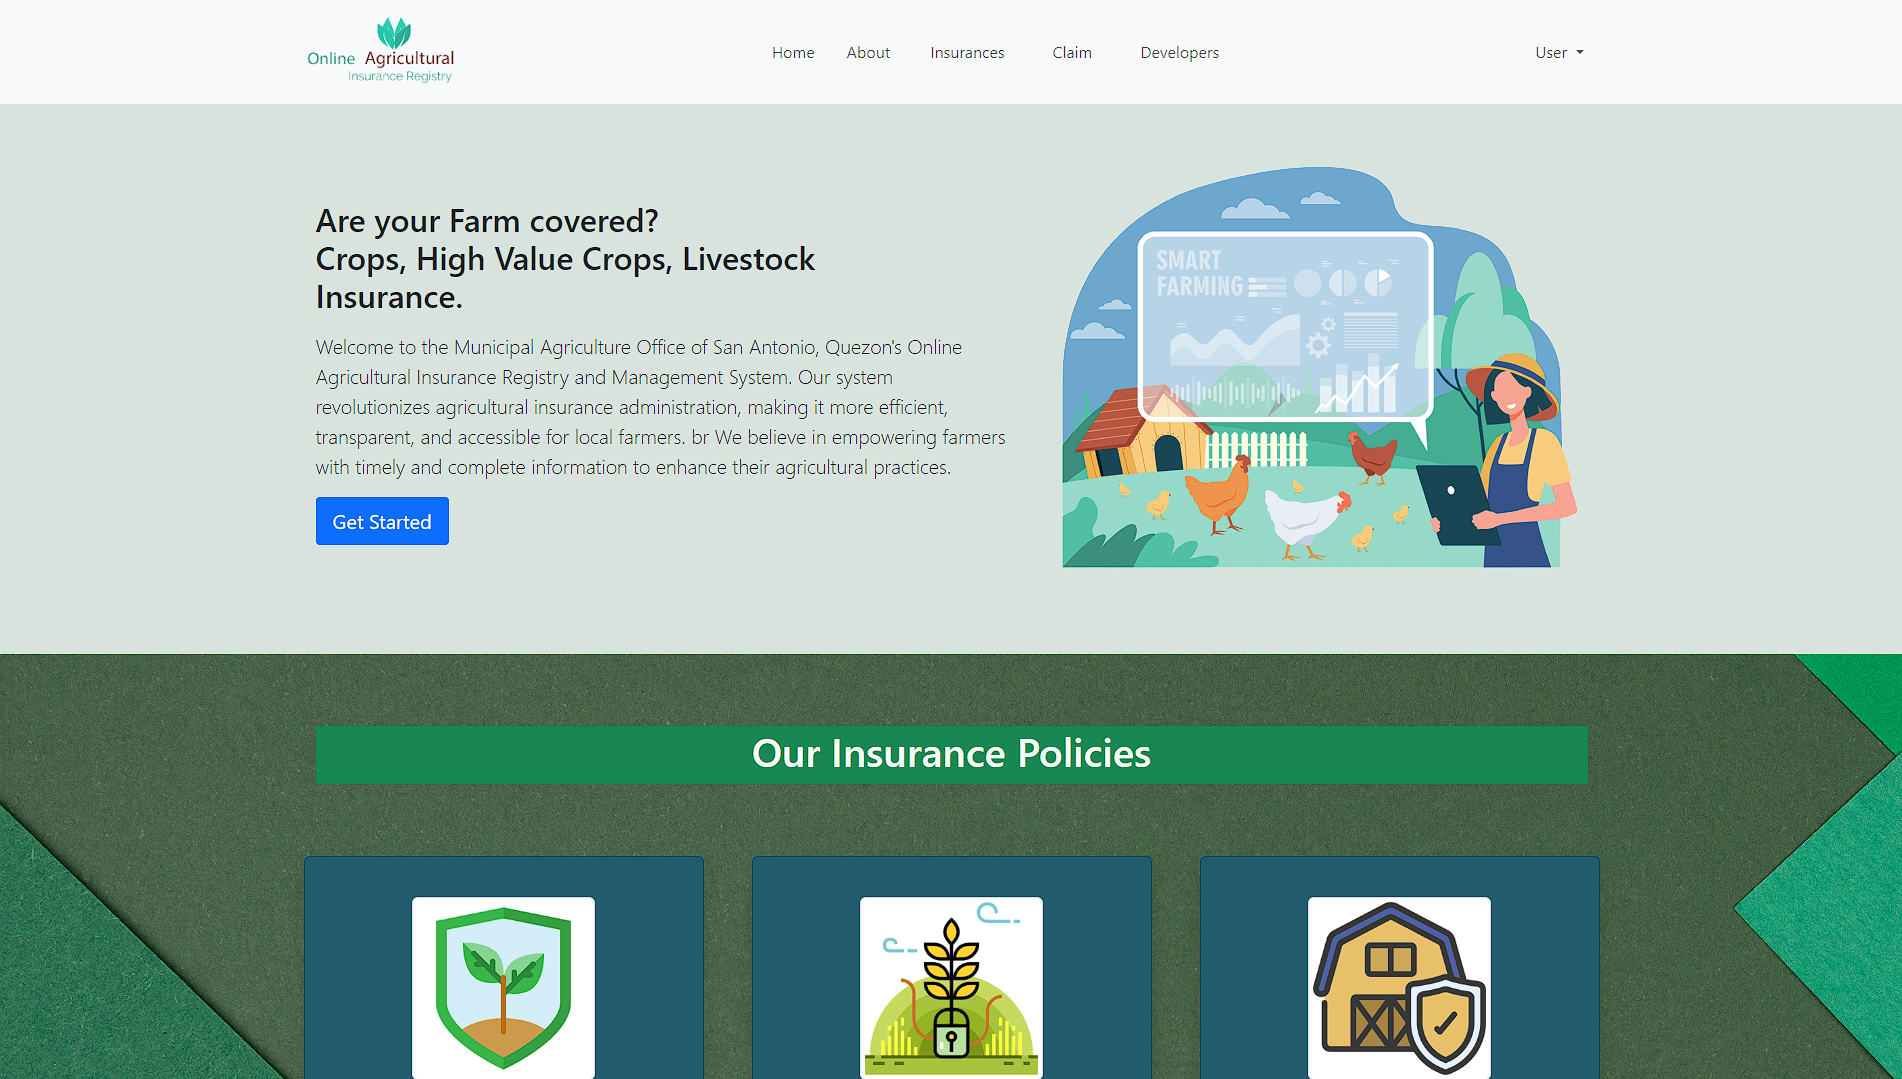 Online Agricultural
Insurance Registry
Home About Insurances Claim Developers User
Are your Farm covered?
Crops, High Value Crops, Livestock
Insurance.
Welcome to the Municipal Agriculture Office of San Antonio, Quezon's Online
Agricultural Insurance Registry and Management System. Our system
revolutionizes agricultural insurance administration, making it more efficient,
transparent, and accessible for local farmers. br We believe in empowering farmers
with timely and complete information to enhance their agricultural practices.
Get Started
SMART
FARMING
Our Insurance Policies